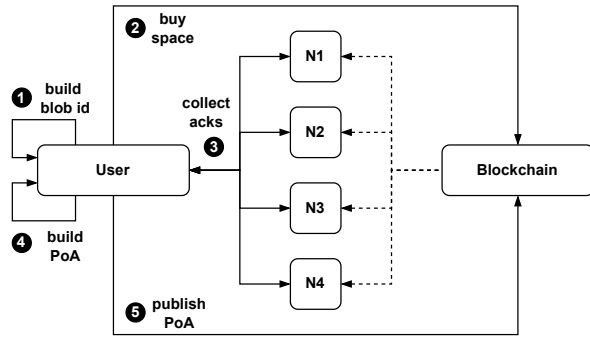 2 buy
space
1 build
blob id
collect
acks
3
N1
N2
N3
N4
User
Blockchain
4 build
PoA
5 publish
PoA